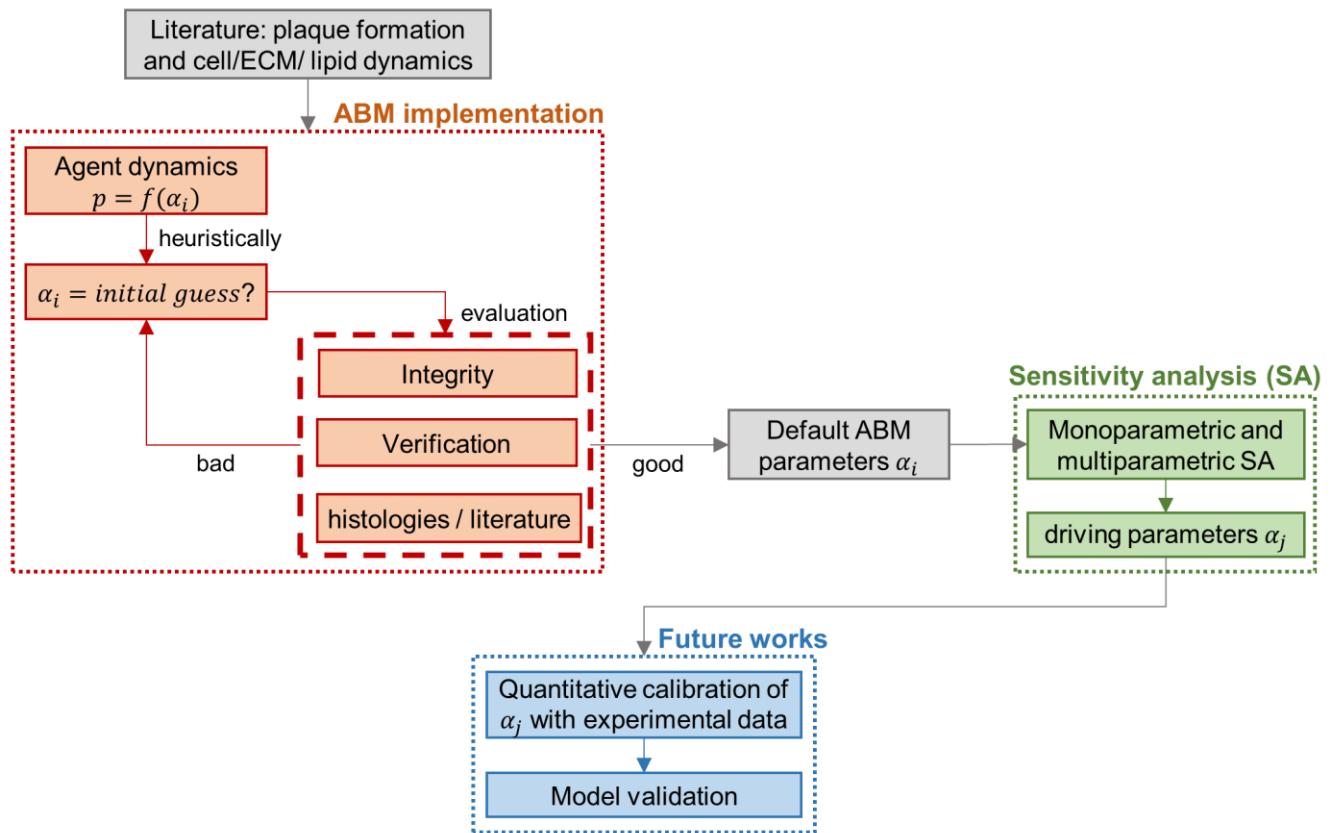 Literature: plaque formation
and cell/ECM/ lipid dynamics
ABM implementation
Agent dynamics
p = f(α_i)
heuristically
α_i = initial guess?
evaluation
Integrity
Verification
histologies / literature
bad
good
Default ABM
parameters α_i
Sensitivity analysis (SA)
Monoparametric and
multiparametric SA
driving parameters α_j
Future works
Quantitative calibration of
α_j with experimental data
Model validation